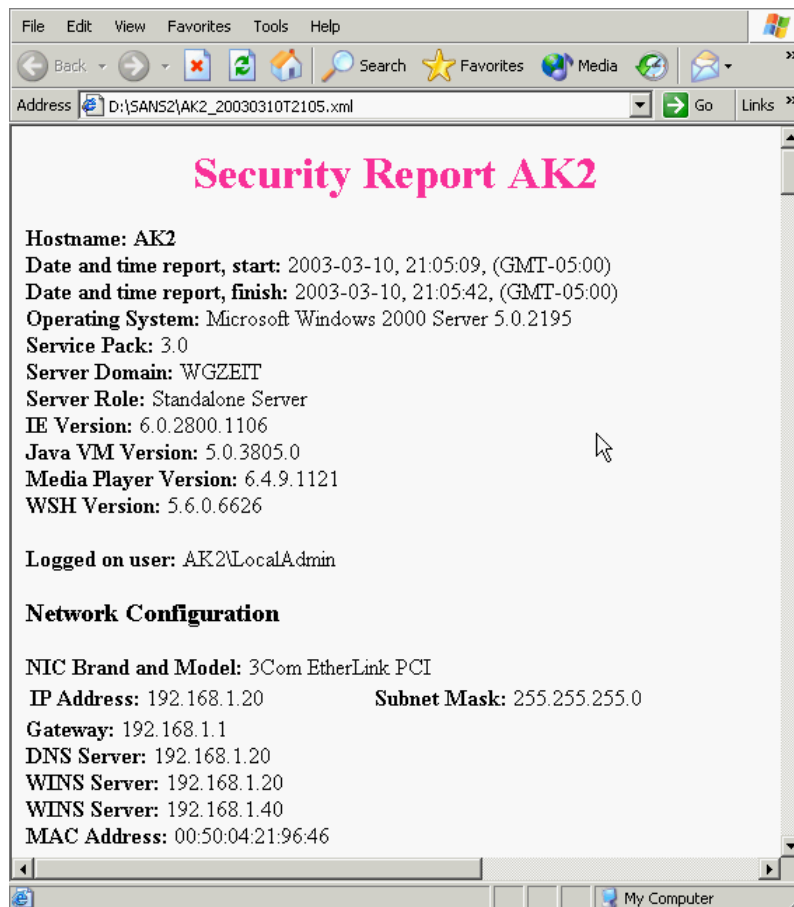 File Edit View Favorites Tools Help
Back Search Favorites Media
Address D:\SANS2\AK2_20030310T2105.xml Go Links »
Security Report AK2
Hostname: AK2
Date and time report, start: 2003-03-10, 21:05:09, (GMT-05:00)
Date and time report, finish: 2003-03-10, 21:05:42, (GMT-05:00)
Operating System: Microsoft Windows 2000 Server 5.0.2195
Service Pack: 3.0
Server Domain: WGZEIT
Server Role: Standalone Server
IE Version: 6.0.2800.1106
Java VM Version: 5.0.3805.0
Media Player Version: 6.4.9.1121
WSH Version: 5.6.0.6626
Logged on user: AK2\LocalAdmin
Network Configuration
NIC Brand and Model: 3Com EtherLink PCI
IP Address: 192.168.1.20 Subnet Mask: 255.255.255.0
Gateway: 192.168.1.1
DNS Server: 192.168.1.20
WINS Server: 192.168.1.20
WINS Server: 192.168.1.40
MAC Address: 00:50:04:21:96:46
My Computer